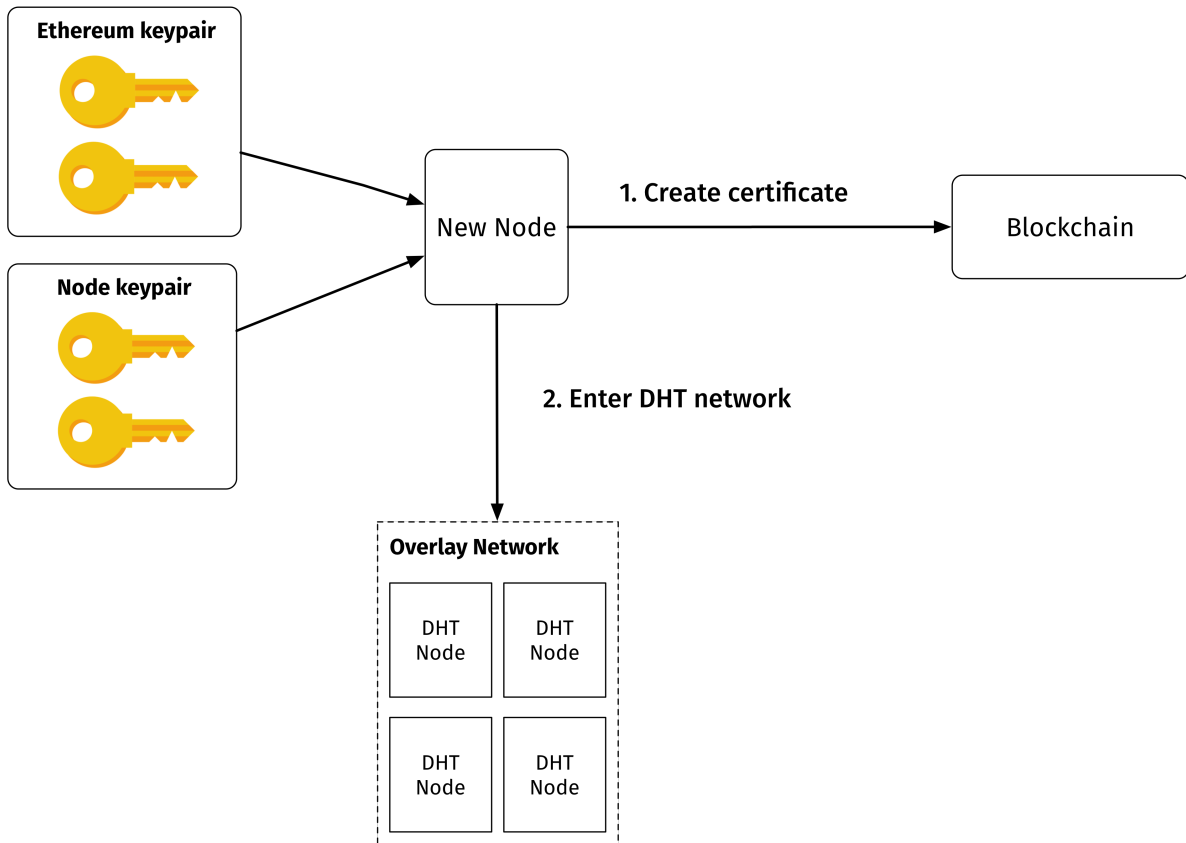 Ethereum keypair
Node keypair
New Node
1. Create certificate
Blockchain
2. Enter DHT network
Overlay Network
DHT
Node
DHT
Node
DHT
Node
DHT
Node